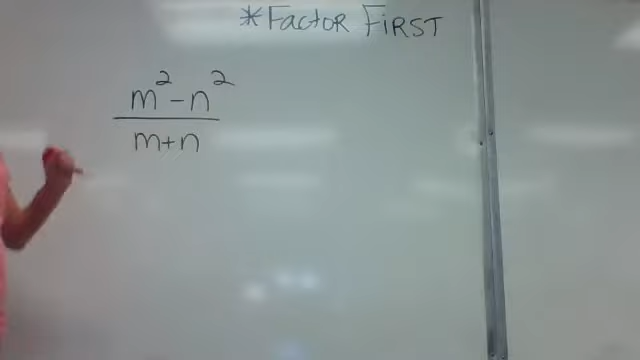 *Factor First
m² - n²
m+n